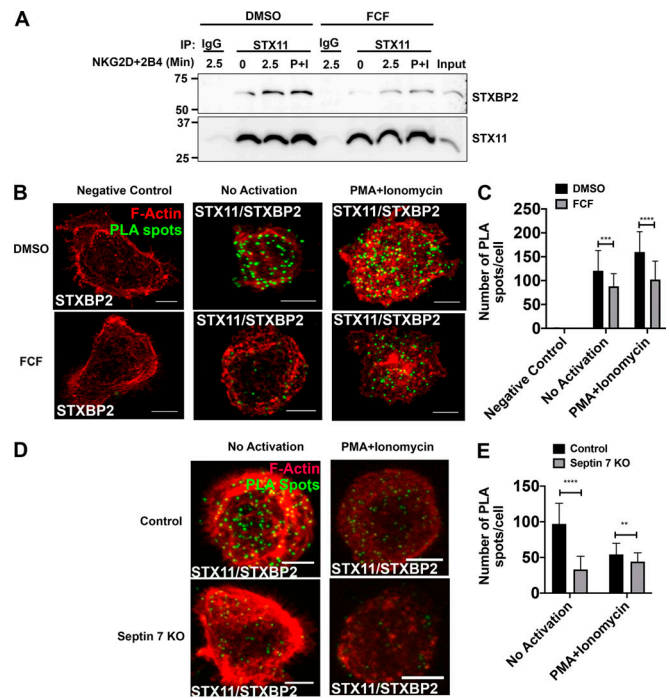 A
DMSO FCF
IP: IgG STX11 IgG STX11
NKG2D+2B4 (Min) 2.5 0 2.5 P+I 2.5 0 2.5 P+I Input
75
50
STXBP2
37
25
STX11
B
Negative Control No Activation PMA+Ionomycin
DMSO
F-Actin
PLA spots
STXBP2
STX11/STXBP2
STX11/STXBP2
FCF
STXBP2
STX11/STXBP2
STX11/STXBP2
C
DMSO
FCF
Number of PLA
spots/cell
250
200
150
100
50
0
***
****
Negative Control
No Activation
PMA+Ionomycin
D
No Activation PMA+Ionomycin
Control
F-Actin
PLA Spots
STX11/STXBP2
STX11/STXBP2
Septin 7 KO
STX11/STXBP2
STX11/STXBP2
E
Control
Septin 7 KO
Number of PLA
spots/cell
150
100
50
0
****
**
No Activation
PMA+Ionomycin